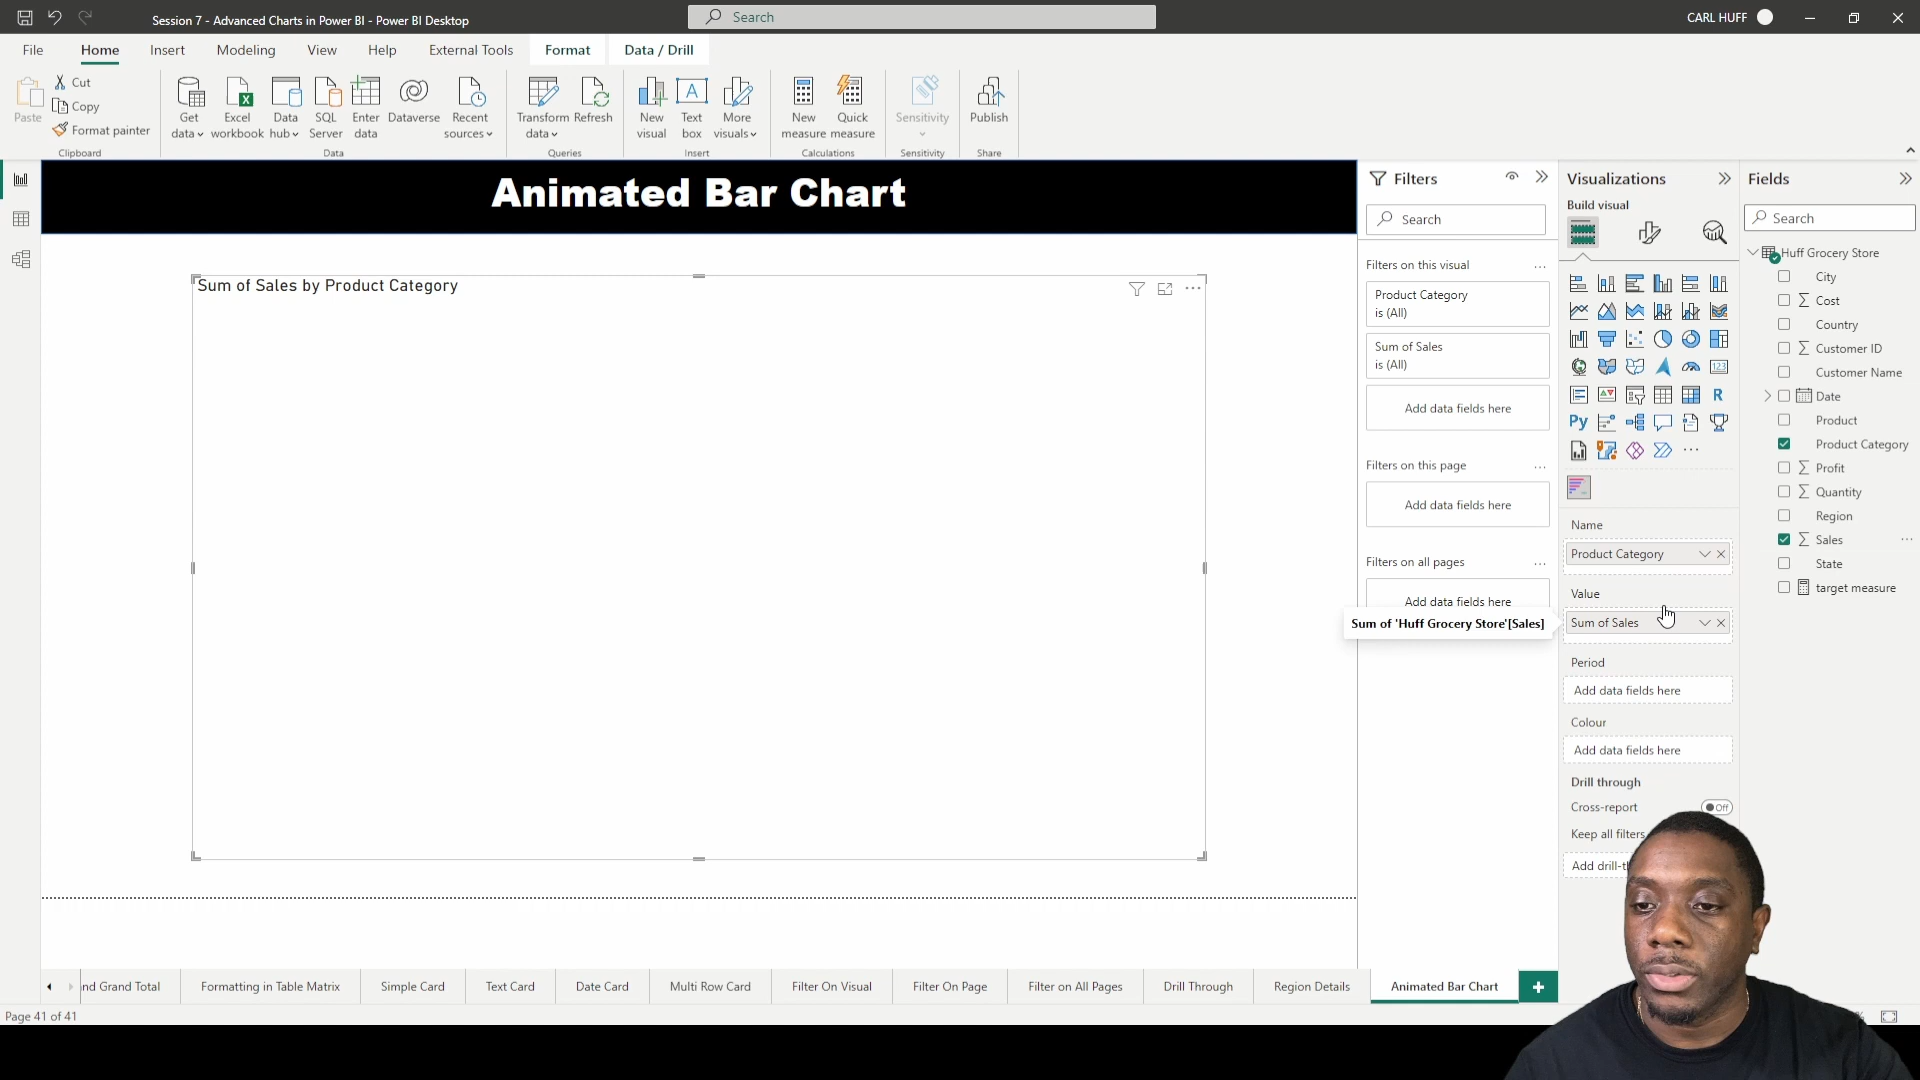 Session 7 - Advanced Charts in Power BI - Power BI Desktop
Search
CARL HUFF
File Home Insert Modeling View Help External Tools Format Data / Drill
Paste
Cut
Copy
Format painter
Clipboard
Get data
Excel workbook
Data hub
SQL Server
Enter data
Dataverse
Recent sources
Data
Transform data
Refresh
Queries
New visual
Text box
More visuals
Insert
New measure
Quick measure
Calculations
Sensitivity
Sensitivity
Publish
Share
Animated Bar Chart
Sum of Sales by Product Category
Filters
Search
Filters on this visual
Product Category
is (All)
Sum of Sales
is (All)
Add data fields here
Filters on this page
Add data fields here
Filters on all pages
Add data fields here
Sum of 'Huff Grocery Store'[Sales]
Visualizations
Build visual
123
R
Py
Name
Product Category
Value
Sum of Sales
Period
Add data fields here
Colour
Add data fields here
Drill through
Cross-report
Off
Keep all filters
Add drill-t
Fields
Search
Huff Grocery Store
City
Cost
Country
Customer ID
Customer Name
Date
Product
Product Category
Profit
Quantity
Region
Sales
State
target measure
nd Grand Total
Formatting in Table Matrix
Simple Card
Text Card
Date Card
Multi Row Card
Filter On Visual
Filter On Page
Filter on All Pages
Drill Through
Region Details
Animated Bar Chart
Page 41 of 41